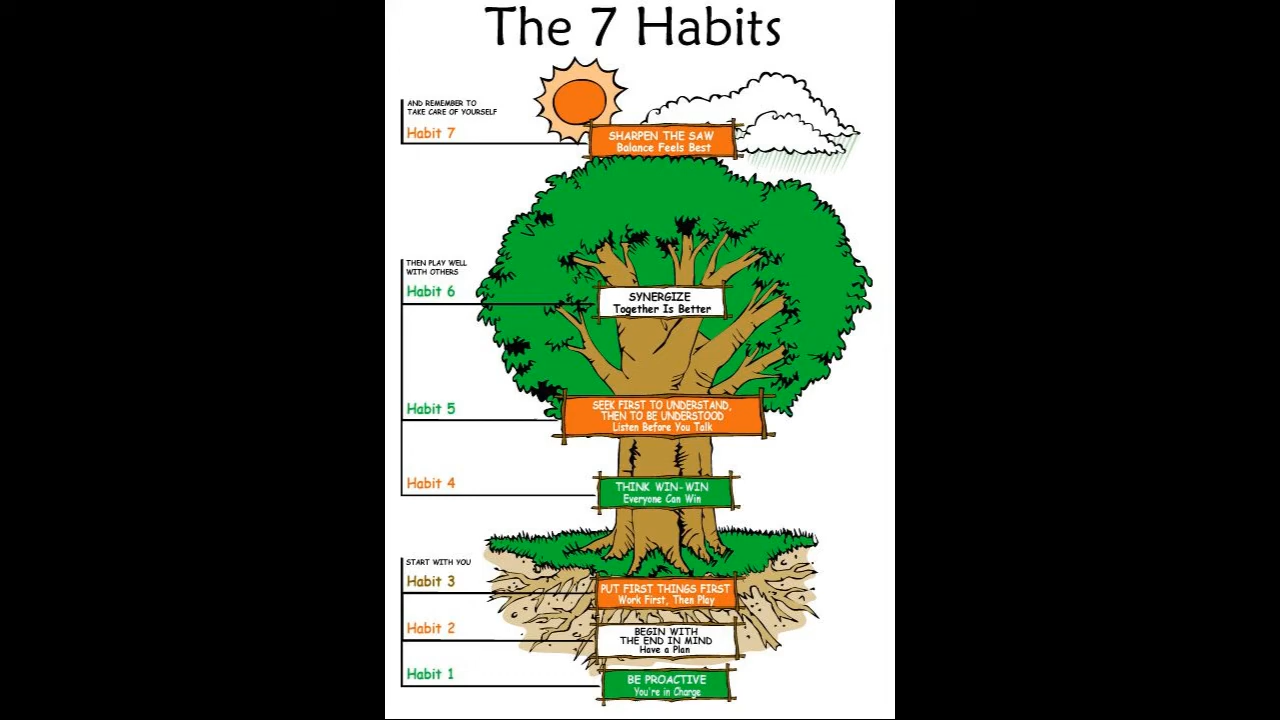 The 7 Habits
AND REMEMBER TO
TAKE CARE OF YOURSELF
Habit 7
SHARPEN THE SAW
Balance Feels Best
THEN PLAY WELL
WITH OTHERS
Habit 6
SYNERGIZE
Together Is Better
Habit 5
SEEK FIRST TO UNDERSTAND,
THEN TO BE UNDERSTOOD
Listen Before You Talk
Habit 4
THINK WIN-WIN
Everyone Can Win
START WITH YOU
Habit 3
PUT FIRST THINGS FIRST
Work First, Then Play
Habit 2
BEGIN WITH
THE END IN MIND
Have a Plan
Habit 1
BE PROACTIVE
You're in Charge